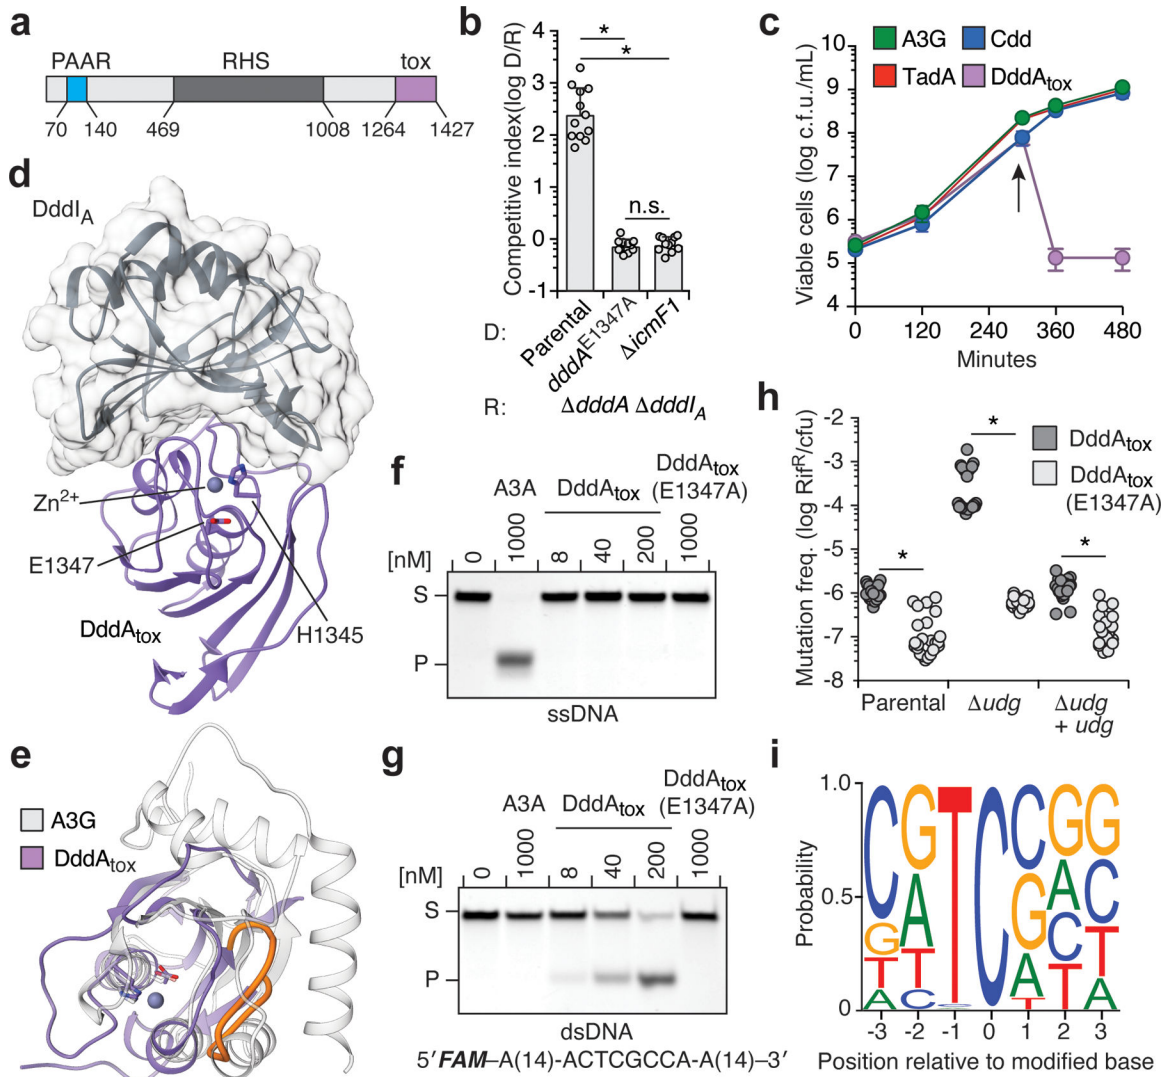 a
PAAR RHS tox
70 140 469 1008 1264 1427
b
Competitive index(log D/R)
4
3
2
1
0
-1
*
*
n.s.
D: Parental dddA^E1347A ΔicmF1
R: ΔdddA ΔdddI_A
c
A3G Cdd
TadA DddA_tox
Viable cells (log c.f.u./mL)
10
9
8
7
6
5
4
0 120 240 360 480
Minutes
d
DddI_A
Zn2+
E1347
H1345
DddA_tox
e
A3G
DddA_tox
f
DddA_tox
A3A DddA_tox (E1347A)
[nM] 0 1000 8 40 200 1000
S
P
ssDNA
g
DddA_tox
A3A DddA_tox (E1347A)
[nM] 0 1000 8 40 200 1000
S
P
dsDNA
5′FAM–A(14)-ACTCGCCA-A(14)–3′
h
DddA_tox
DddA_tox
(E1347A)
Mutation freq. (log Rif^R/cfu)
-2
-3
-4
-5
-6
-7
-8
*
*
*
Parental Δudg Δudg
+ udg
i
Probability
1.0
0.5
0
C G T C C G G
G A G A C
T T A C T
A C C T T A
-3 -2 -1 0 1 2 3
Position relative to modified base